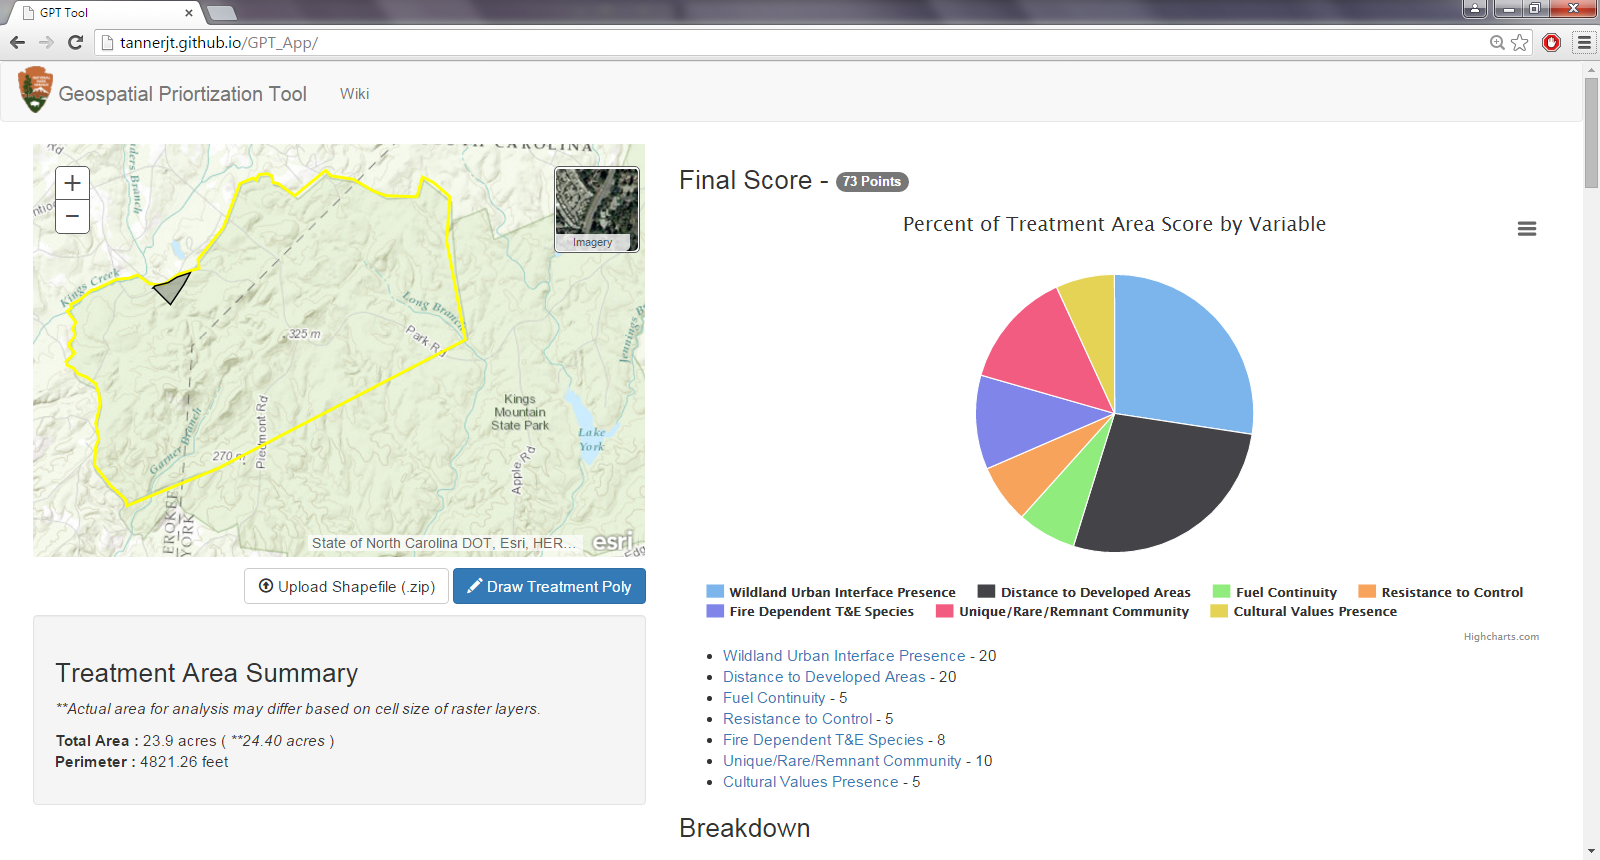 GPT Tool
tannerjt.github.io/GPT_App/
Geospatial Priortization Tool
Wiki
CAROLINA
+
−
Imagery
Branch
Kings Creek
Long Branch
Park Rd
325 m
Jennings B
Kings
Mountain
State Park
Lake
York
Garner Branch
Piedmont Rd
270 m
Apple Rd
EROKEE
YORK
Edg
State of North Carolina DOT, Esri, HER...
esri
Upload Shapefile (.zip)
Draw Treatment Poly
Treatment Area Summary
**Actual area for analysis may differ based on cell size of raster layers.
Total Area : 23.9 acres ( **24.40 acres )
Perimeter : 4821.26 feet
Final Score - 73 Points
Percent of Treatment Area Score by Variable
Wildland Urban Interface Presence Distance to Developed Areas Fuel Continuity Resistance to Control
Fire Dependent T&E Species Unique/Rare/Remnant Community Cultural Values Presence
Highcharts.com
Wildland Urban Interface Presence - 20
Distance to Developed Areas - 20
Fuel Continuity - 5
Resistance to Control - 5
Fire Dependent T&E Species - 8
Unique/Rare/Remnant Community - 10
Cultural Values Presence - 5
Breakdown